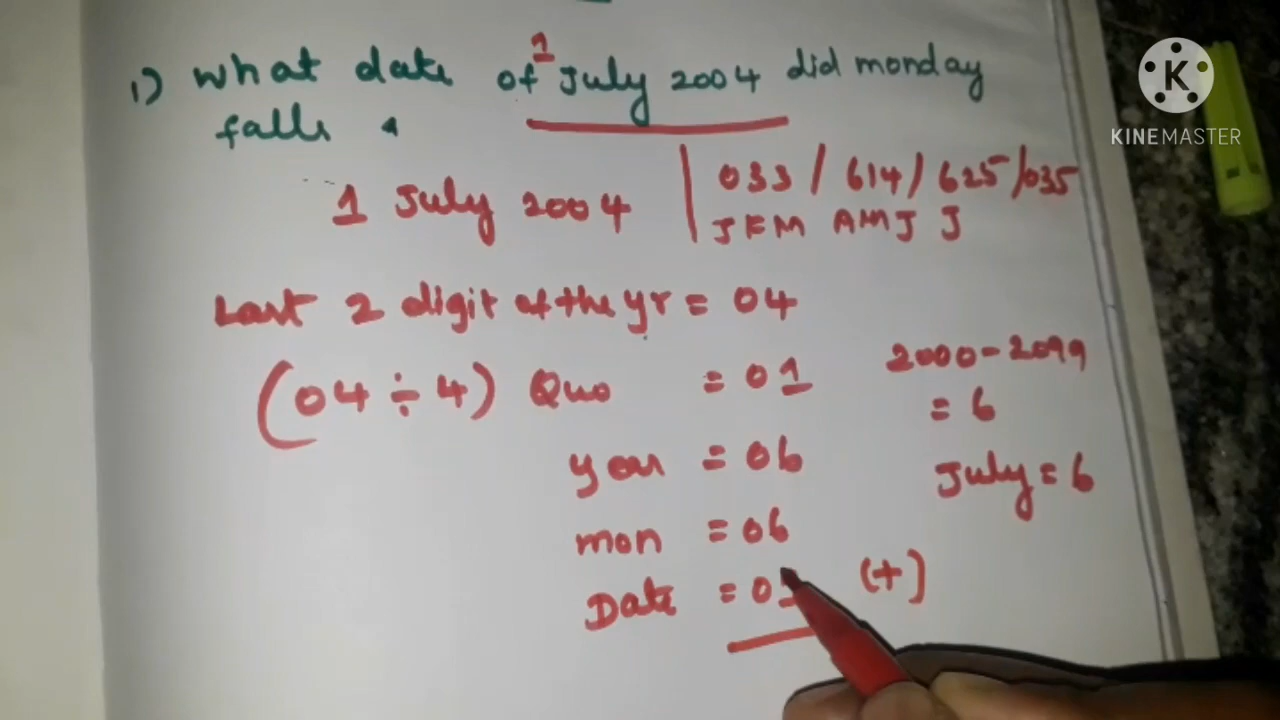 1) What date of 1 July 2004 did monday
falls
1 July 2004 | 033 / 614 / 625 / 035
JFM AMJ J
Last 2 digit of the yr = 04
(04 ÷ 4) Quo = 01
2000-2099
= 6
year = 06
July = 6
mon = 06
Date = 01 (+)
K
KINEMASTER